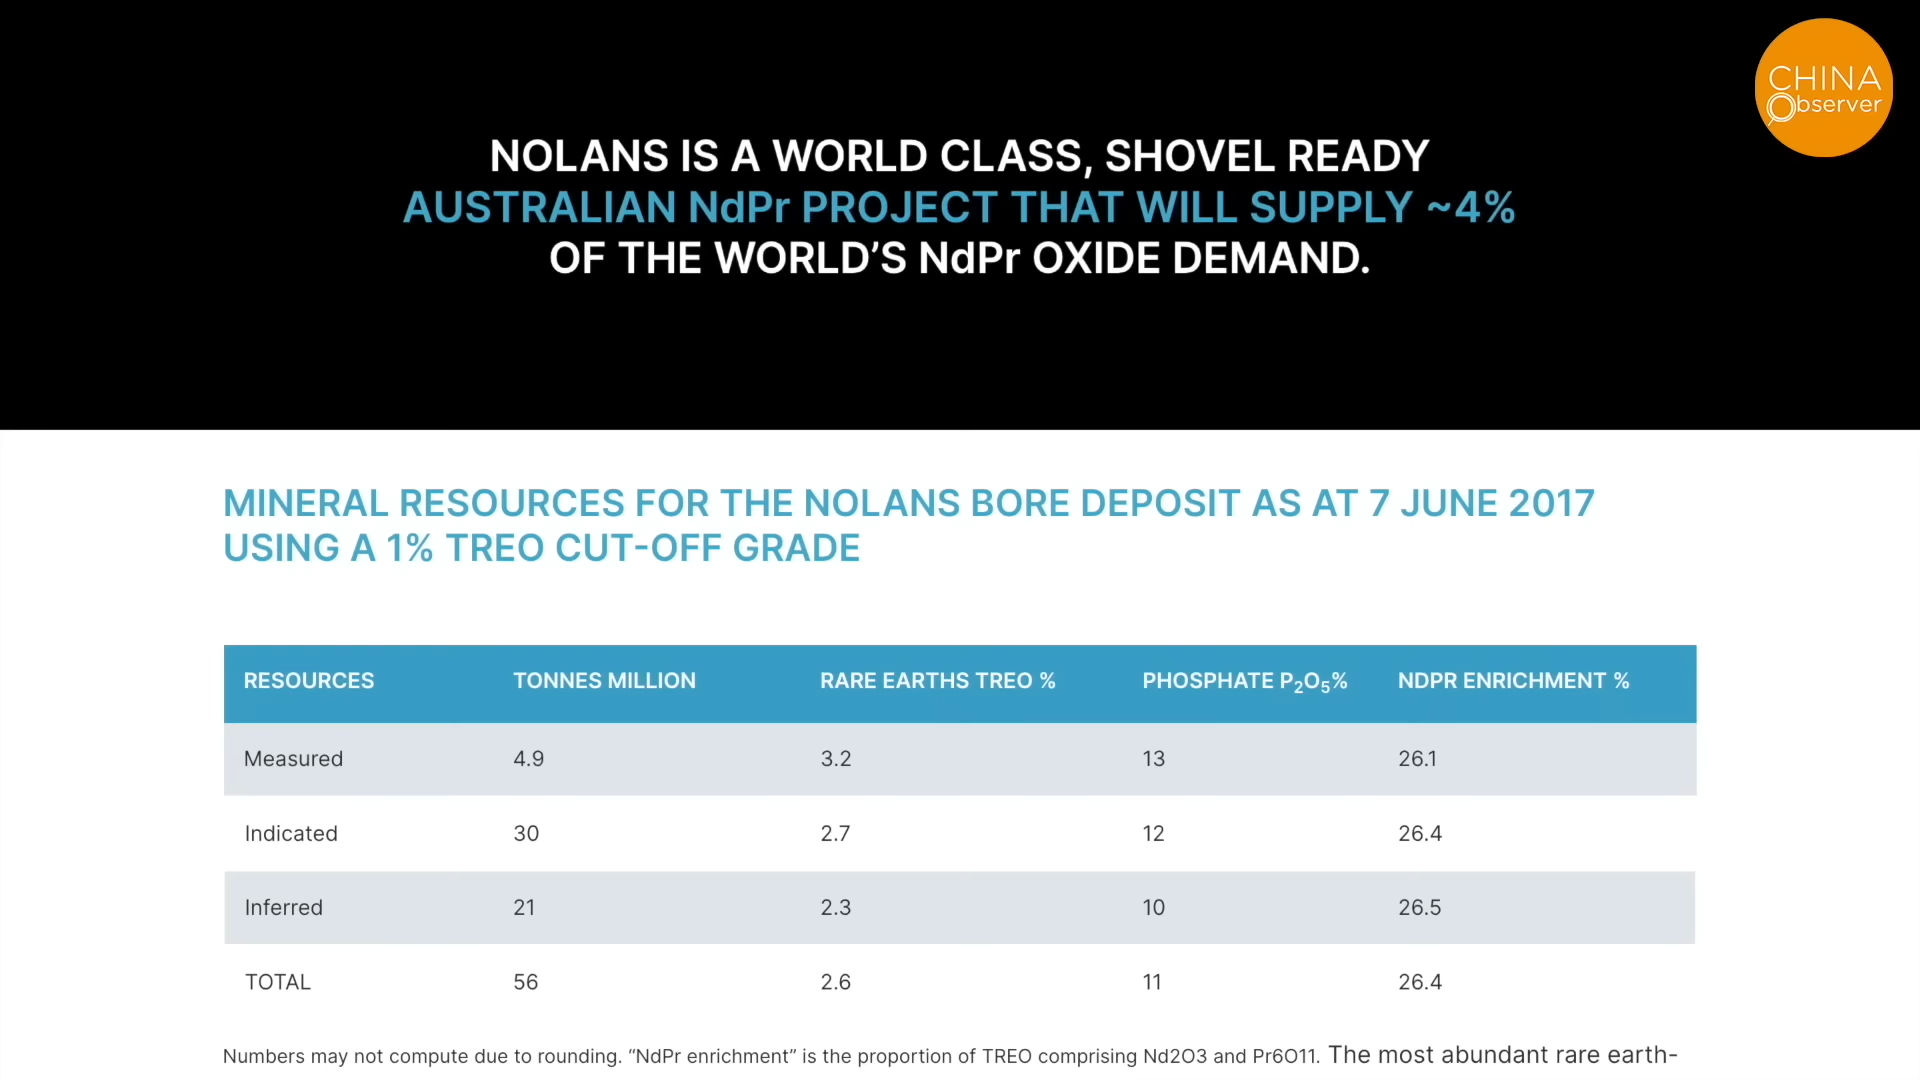 CHINA
Observer
NOLANS IS A WORLD CLASS, SHOVEL READY
AUSTRALIAN NdPr PROJECT THAT WILL SUPPLY ~4%
OF THE WORLD’S NdPr OXIDE DEMAND.
MINERAL RESOURCES FOR THE NOLANS BORE DEPOSIT AS AT 7 JUNE 2017
USING A 1% TREO CUT-OFF GRADE
RESOURCES TONNES MILLION RARE EARTHS TREO % PHOSPHATE P₂O₅% NDPR ENRICHMENT %
Measured 4.9 3.2 13 26.1
Indicated 30 2.7 12 26.4
Inferred 21 2.3 10 26.5
TOTAL 56 2.6 11 26.4
Numbers may not compute due to rounding. “NdPr enrichment” is the proportion of TREO comprising Nd2O3 and Pr6O11. The most abundant rare earth-